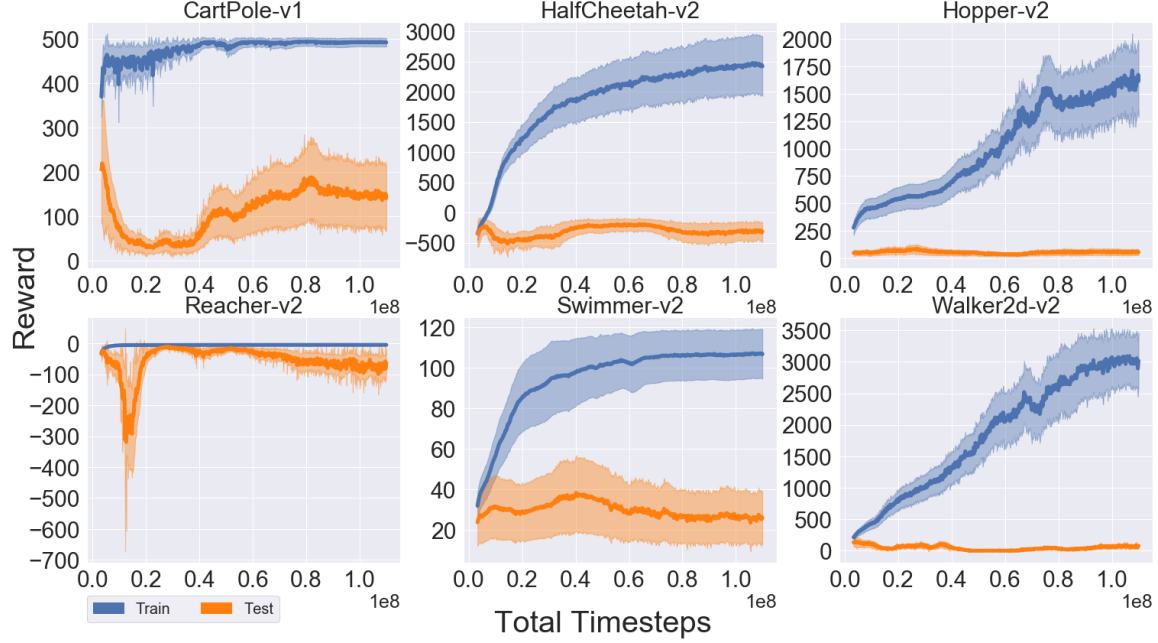 CartPole-v1
500
400
300
200
100
0
0.0 0.2 0.4 0.6 0.8 1.0
1e8
HalfCheetah-v2
3000
2500
2000
1500
1000
500
0
−500
0.0 0.2 0.4 0.6 0.8 1.0
1e8
Hopper-v2
2000
1750
1500
1250
1000
750
500
250
0
0.0 0.2 0.4 0.6 0.8 1.0
1e8
Reward
Reacher-v2
0
−100
−200
−300
−400
−500
−600
−700
0.0 0.2 0.4 0.6 0.8 1.0
1e8
Swimmer-v2
120
100
80
60
40
20
0.0 0.2 0.4 0.6 0.8 1.0
1e8
Walker2d-v2
3500
3000
2500
2000
1500
1000
500
0
0.0 0.2 0.4 0.6 0.8 1.0
1e8
Train Test
Total Timesteps